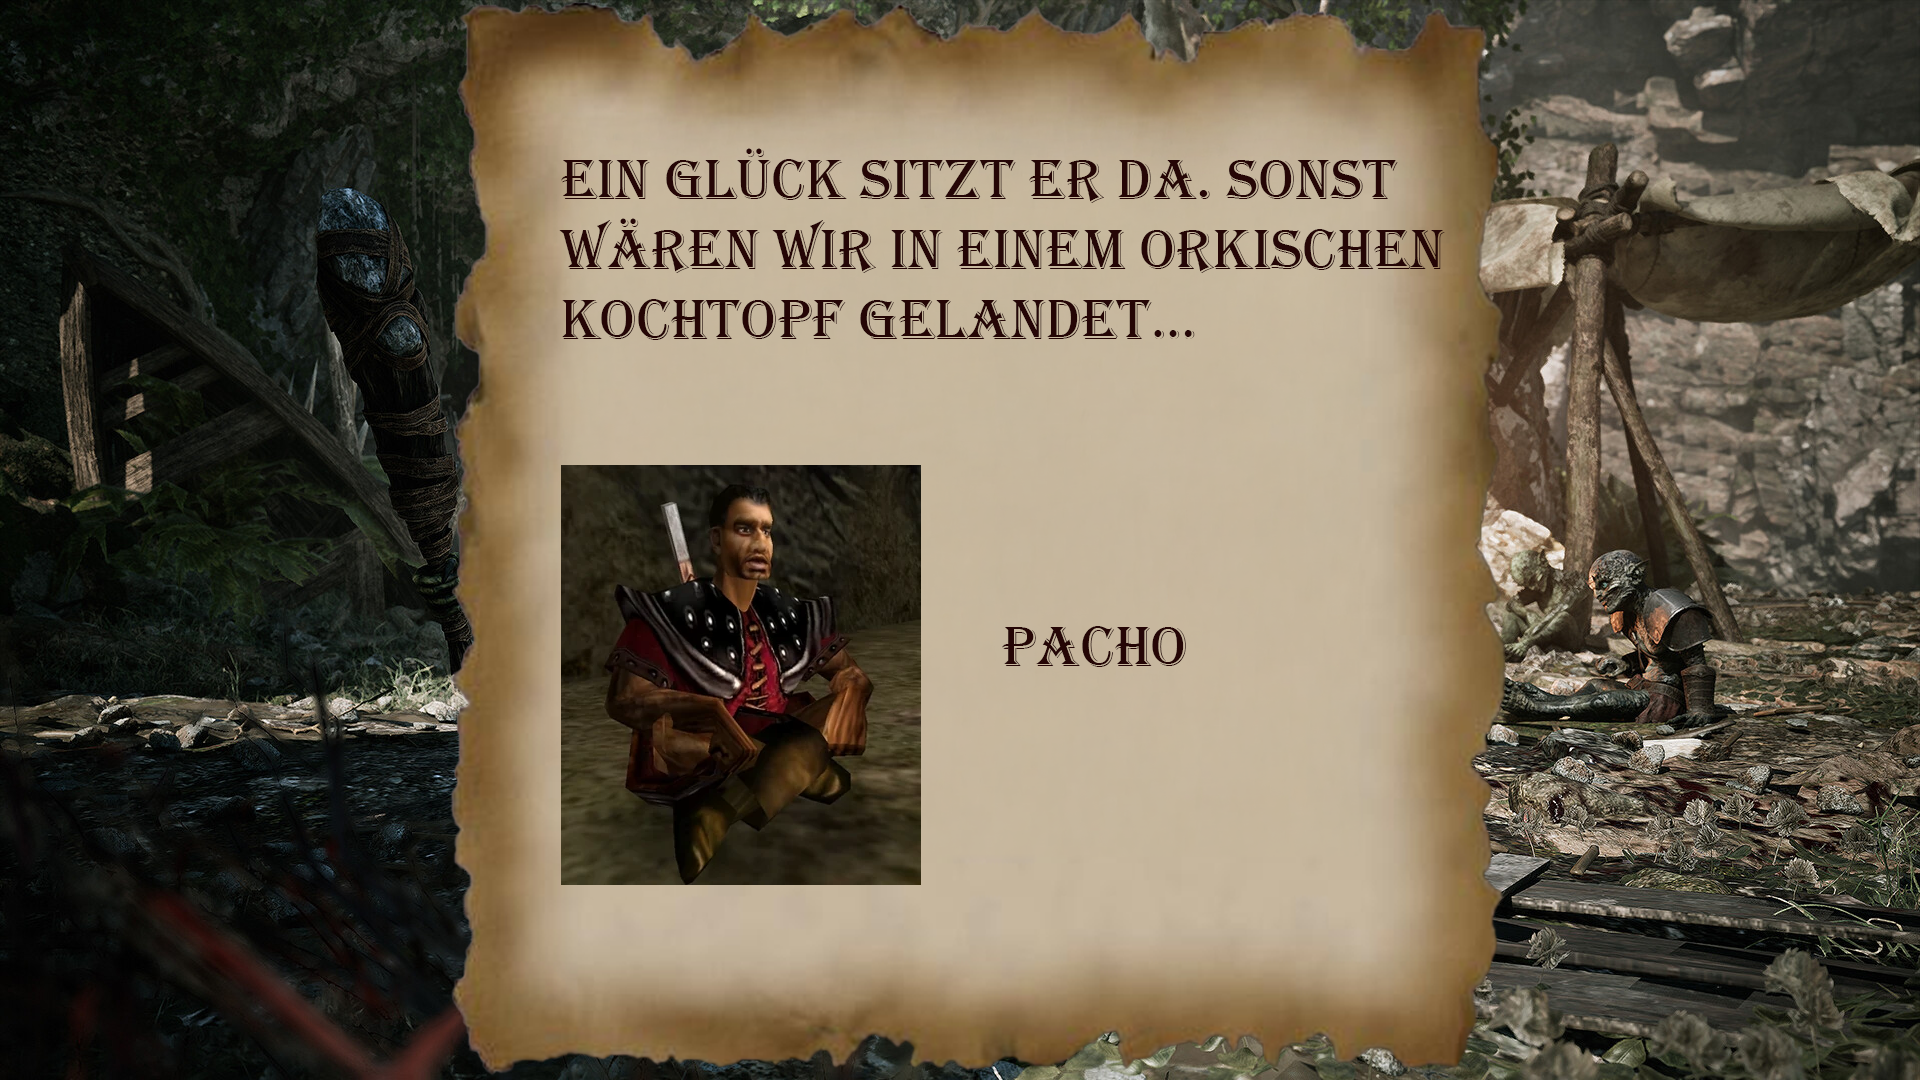 EIN GLÜCK SITZT ER DA. SONST
WÄREN WIR IN EINEM ORKISCHEN
KOCHTOPF GELANDET...
PACHO